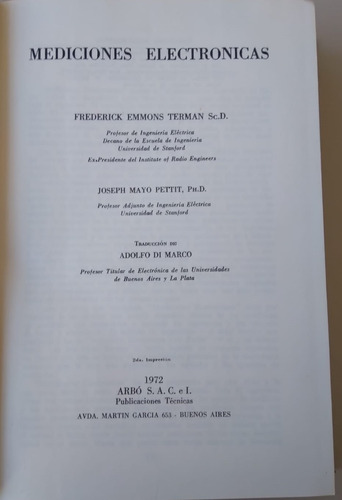 MEDICIONES ELECTRONICAS
FREDERICK EMMONS TERMAN Sc.D.
Profesor de Ingeniería Eléctrica
Decano de la Escuela de Ingeniería
Universidad de Stanford
Ex-Presidente del Institute of Radio Engineers
JOSEPH MAYO PETTIT, Ph.D.
Profesor Adjunto de Ingeniería Eléctrica
Universidad de Stanford
Traducción de
ADOLFO DI MARCO
Profesor Titular de Electrónica de las Universidades
de Buenos Aires y La Plata
2da. Impresión
1972
ARBÓ S. A. C. e I.
Publicaciones Técnicas
AVDA. MARTIN GARCIA 653 - BUENOS AIRES